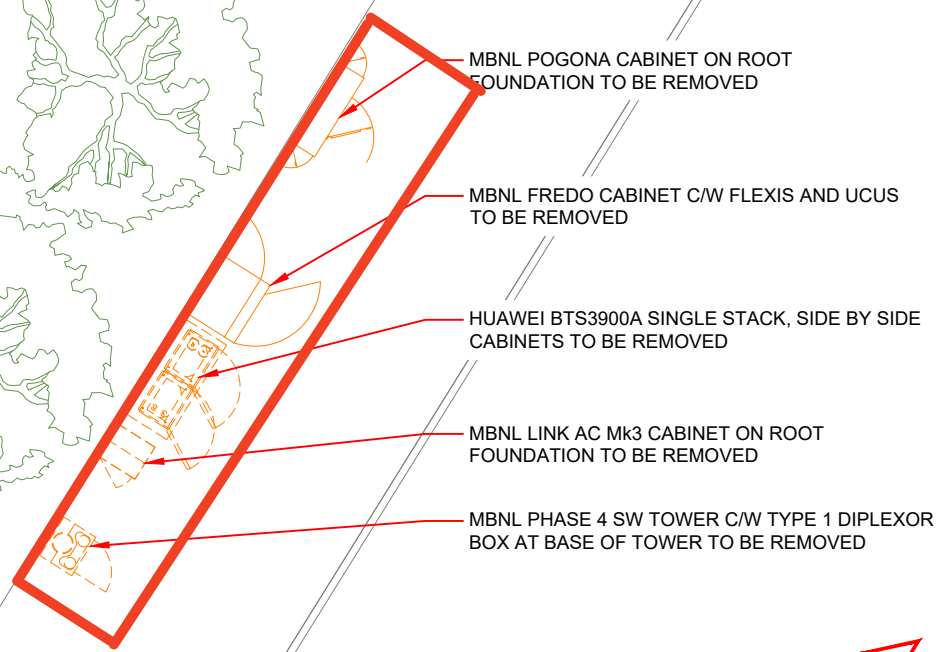 MBNL POGONA CABINET ON ROOT
FOUNDATION TO BE REMOVED
MBNL FREDO CABINET C/W FLEXIS AND UCUS
TO BE REMOVED
HUAWEI BTS3900A SINGLE STACK, SIDE BY SIDE
CABINETS TO BE REMOVED
MBNL LINK AC Mk3 CABINET ON ROOT
FOUNDATION TO BE REMOVED
MBNL PHASE 4 SW TOWER C/W TYPE 1 DIPLEXOR
BOX AT BASE OF TOWER TO BE REMOVED